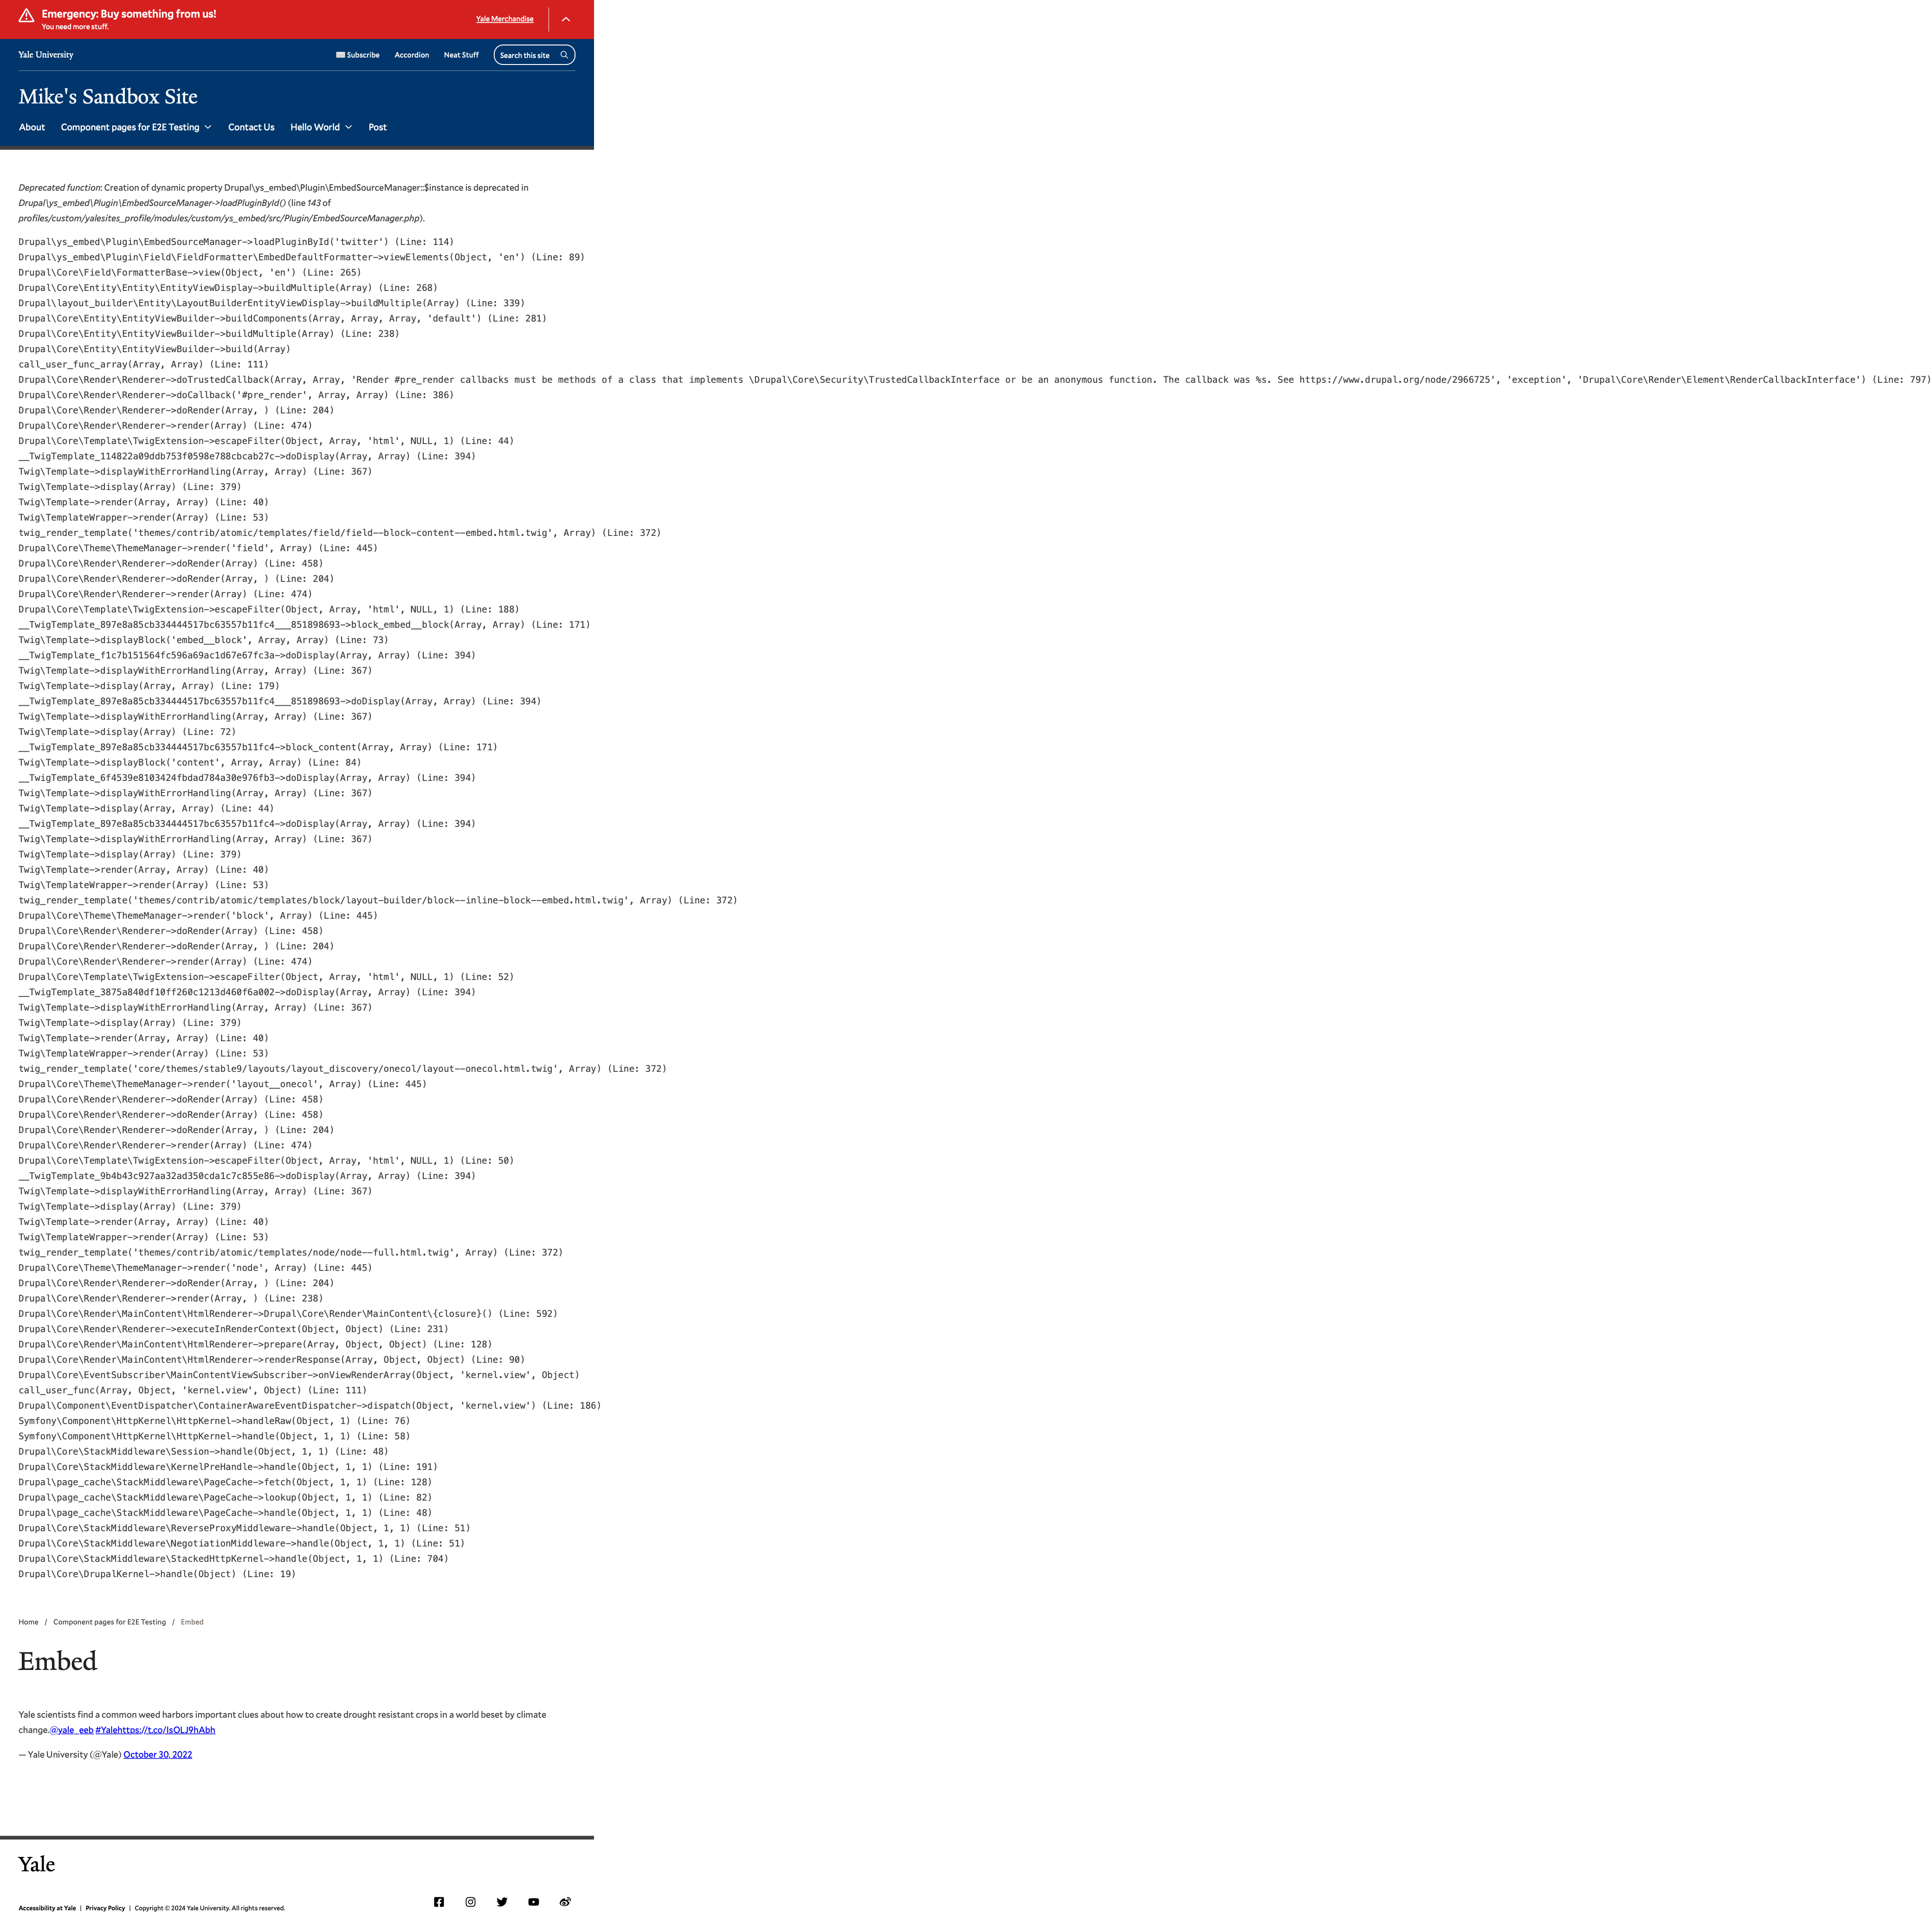 Emergency: Buy something from us!
You need more stuff.
Yale Merchandise
Yale University
Subscribe
Accordion
Neat Stuff
Search this site
Mike's Sandbox Site
About
Component pages for E2E Testing
Contact Us
Hello World
Post
Deprecated function: Creation of dynamic property Drupal\ys_embed\Plugin\EmbedSourceManager::$instance is deprecated in
Drupal\ys_embed\Plugin\EmbedSourceManager->loadPluginById() (line 143 of
profiles/custom/yalesites_profile/modules/custom/ys_embed/src/Plugin/EmbedSourceManager.php).
Drupal\ys_embed\Plugin\EmbedSourceManager->loadPluginById('twitter') (Line: 114)
Drupal\ys_embed\Plugin\Field\FieldFormatter\EmbedDefaultFormatter->viewElements(Object, 'en') (Line: 89)
Drupal\Core\Field\FormatterBase->view(Object, 'en') (Line: 265)
Drupal\Core\Entity\Entity\EntityViewDisplay->buildMultiple(Array) (Line: 268)
Drupal\layout_builder\Entity\LayoutBuilderEntityViewDisplay->buildMultiple(Array) (Line: 339)
Drupal\Core\Entity\EntityViewBuilder->buildComponents(Array, Array, Array, 'default') (Line: 281)
Drupal\Core\Entity\EntityViewBuilder->buildMultiple(Array) (Line: 238)
Drupal\Core\Entity\EntityViewBuilder->build(Array)
call_user_func_array(Array, Array) (Line: 111)
Drupal\Core\Render\Renderer->doTrustedCallback(Array, Array, 'Render #pre_render callbacks must be methods of a class that implements \Drupal\Core\Security\TrustedCallbackInterface or be an anonymous function. The callback was %s. See https://www.drupal.org/node/2966725', 'exception', 'Drupal\Core\Render\Element\RenderCallbackInterface') (Line: 797)
Drupal\Core\Render\Renderer->doCallback('#pre_render', Array, Array) (Line: 386)
Drupal\Core\Render\Renderer->doRender(Array, ) (Line: 204)
Drupal\Core\Render\Renderer->render(Array) (Line: 474)
Drupal\Core\Template\TwigExtension->escapeFilter(Object, Array, 'html', NULL, 1) (Line: 44)
__TwigTemplate_114822a09ddb753f0598e788cbcab27c->doDisplay(Array, Array) (Line: 394)
Twig\Template->displayWithErrorHandling(Array, Array) (Line: 367)
Twig\Template->display(Array) (Line: 379)
Twig\Template->render(Array, Array) (Line: 40)
Twig\TemplateWrapper->render(Array) (Line: 53)
twig_render_template('themes/contrib/atomic/templates/field/field--block-content--embed.html.twig', Array) (Line: 372)
Drupal\Core\Theme\ThemeManager->render('field', Array) (Line: 445)
Drupal\Core\Render\Renderer->doRender(Array) (Line: 458)
Drupal\Core\Render\Renderer->doRender(Array, ) (Line: 204)
Drupal\Core\Render\Renderer->render(Array) (Line: 474)
Drupal\Core\Template\TwigExtension->escapeFilter(Object, Array, 'html', NULL, 1) (Line: 188)
__TwigTemplate_897e8a85cb334444517bc63557b11fc4___851898693->block_embed__block(Array, Array) (Line: 171)
Twig\Template->displayBlock('embed__block', Array, Array) (Line: 73)
__TwigTemplate_f1c7b151564fc596a69ac1d67e67fc3a->doDisplay(Array, Array) (Line: 394)
Twig\Template->displayWithErrorHandling(Array, Array) (Line: 367)
Twig\Template->display(Array, Array) (Line: 179)
__TwigTemplate_897e8a85cb334444517bc63557b11fc4___851898693->doDisplay(Array, Array) (Line: 394)
Twig\Template->displayWithErrorHandling(Array, Array) (Line: 367)
Twig\Template->display(Array) (Line: 72)
__TwigTemplate_897e8a85cb334444517bc63557b11fc4->block_content(Array, Array) (Line: 171)
Twig\Template->displayBlock('content', Array, Array) (Line: 84)
__TwigTemplate_6f4539e8103424fbdad784a30e976fb3->doDisplay(Array, Array) (Line: 394)
Twig\Template->displayWithErrorHandling(Array, Array) (Line: 367)
Twig\Template->display(Array, Array) (Line: 44)
__TwigTemplate_897e8a85cb334444517bc63557b11fc4->doDisplay(Array, Array) (Line: 394)
Twig\Template->displayWithErrorHandling(Array, Array) (Line: 367)
Twig\Template->display(Array) (Line: 379)
Twig\Template->render(Array, Array) (Line: 40)
Twig\TemplateWrapper->render(Array) (Line: 53)
twig_render_template('themes/contrib/atomic/templates/block/layout-builder/block--inline-block--embed.html.twig', Array) (Line: 372)
Drupal\Core\Theme\ThemeManager->render('block', Array) (Line: 445)
Drupal\Core\Render\Renderer->doRender(Array) (Line: 458)
Drupal\Core\Render\Renderer->doRender(Array, ) (Line: 204)
Drupal\Core\Render\Renderer->render(Array) (Line: 474)
Drupal\Core\Template\TwigExtension->escapeFilter(Object, Array, 'html', NULL, 1) (Line: 52)
__TwigTemplate_3875a840df10ff260c1213d460f6a002->doDisplay(Array, Array) (Line: 394)
Twig\Template->displayWithErrorHandling(Array, Array) (Line: 367)
Twig\Template->display(Array) (Line: 379)
Twig\Template->render(Array, Array) (Line: 40)
Twig\TemplateWrapper->render(Array) (Line: 53)
twig_render_template('core/themes/stable9/layouts/layout_discovery/onecol/layout--onecol.html.twig', Array) (Line: 372)
Drupal\Core\Theme\ThemeManager->render('layout__onecol', Array) (Line: 445)
Drupal\Core\Render\Renderer->doRender(Array) (Line: 458)
Drupal\Core\Render\Renderer->doRender(Array) (Line: 458)
Drupal\Core\Render\Renderer->doRender(Array, ) (Line: 204)
Drupal\Core\Render\Renderer->render(Array) (Line: 474)
Drupal\Core\Template\TwigExtension->escapeFilter(Object, Array, 'html', NULL, 1) (Line: 50)
__TwigTemplate_9b4b43c927aa32ad350cda1c7c855e86->doDisplay(Array, Array) (Line: 394)
Twig\Template->displayWithErrorHandling(Array, Array) (Line: 367)
Twig\Template->display(Array) (Line: 379)
Twig\Template->render(Array, Array) (Line: 40)
Twig\TemplateWrapper->render(Array) (Line: 53)
twig_render_template('themes/contrib/atomic/templates/node/node--full.html.twig', Array) (Line: 372)
Drupal\Core\Theme\ThemeManager->render('node', Array) (Line: 445)
Drupal\Core\Render\Renderer->doRender(Array, ) (Line: 204)
Drupal\Core\Render\Renderer->render(Array, ) (Line: 238)
Drupal\Core\Render\MainContent\HtmlRenderer->Drupal\Core\Render\MainContent\{closure}() (Line: 592)
Drupal\Core\Render\Renderer->executeInRenderContext(Object, Object) (Line: 231)
Drupal\Core\Render\MainContent\HtmlRenderer->prepare(Array, Object, Object) (Line: 128)
Drupal\Core\Render\MainContent\HtmlRenderer->renderResponse(Array, Object, Object) (Line: 90)
Drupal\Core\EventSubscriber\MainContentViewSubscriber->onViewRenderArray(Object, 'kernel.view', Object)
call_user_func(Array, Object, 'kernel.view', Object) (Line: 111)
Drupal\Component\EventDispatcher\ContainerAwareEventDispatcher->dispatch(Object, 'kernel.view') (Line: 186)
Symfony\Component\HttpKernel\HttpKernel->handleRaw(Object, 1) (Line: 76)
Symfony\Component\HttpKernel\HttpKernel->handle(Object, 1, 1) (Line: 58)
Drupal\Core\StackMiddleware\Session->handle(Object, 1, 1) (Line: 48)
Drupal\Core\StackMiddleware\KernelPreHandle->handle(Object, 1, 1) (Line: 191)
Drupal\page_cache\StackMiddleware\PageCache->fetch(Object, 1, 1) (Line: 128)
Drupal\page_cache\StackMiddleware\PageCache->lookup(Object, 1, 1) (Line: 82)
Drupal\page_cache\StackMiddleware\PageCache->handle(Object, 1, 1) (Line: 48)
Drupal\Core\StackMiddleware\ReverseProxyMiddleware->handle(Object, 1, 1) (Line: 51)
Drupal\Core\StackMiddleware\NegotiationMiddleware->handle(Object, 1, 1) (Line: 51)
Drupal\Core\StackMiddleware\StackedHttpKernel->handle(Object, 1, 1) (Line: 704)
Drupal\Core\DrupalKernel->handle(Object) (Line: 19)
Home / Component pages for E2E Testing / Embed
Embed
Yale scientists find a common weed harbors important clues about how to create drought resistant crops in a world beset by climate
change.@yale_eeb #Yalehttps://t.co/IsOLJ9hAbh
— Yale University (@Yale) October 30, 2022
Yale
Accessibility at Yale | Privacy Policy | Copyright © 2024 Yale University. All rights reserved.